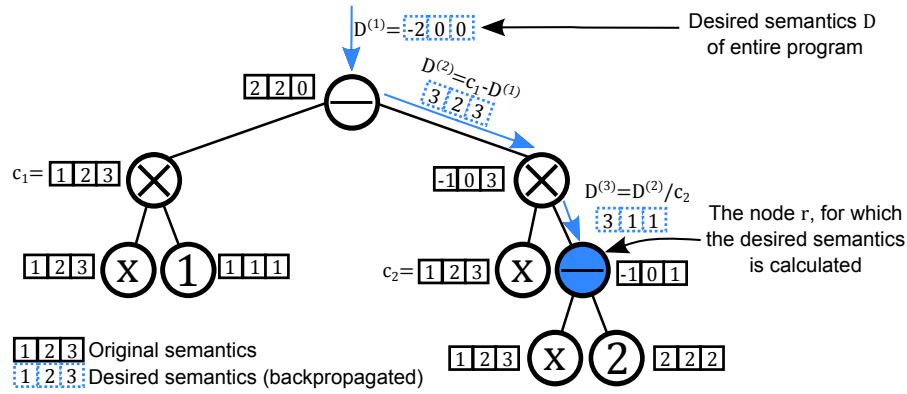 D(1)= -2 0 0
Desired semantics D
of entire program
2 2 0
−
D(2)=c1-D(1)
3 2 3
c1= 1 2 3
×
-1 0 3
×
D(3)=D(2)/c2
3 1 1
The node r, for which
the desired semantics
is calculated
1 2 3
x
1
1 1 1
c2= 1 2 3
x
−
-1 0 1
1 2 3
x
2
2 2 2
1 2 3 Original semantics
1 2 3 Desired semantics (backpropagated)